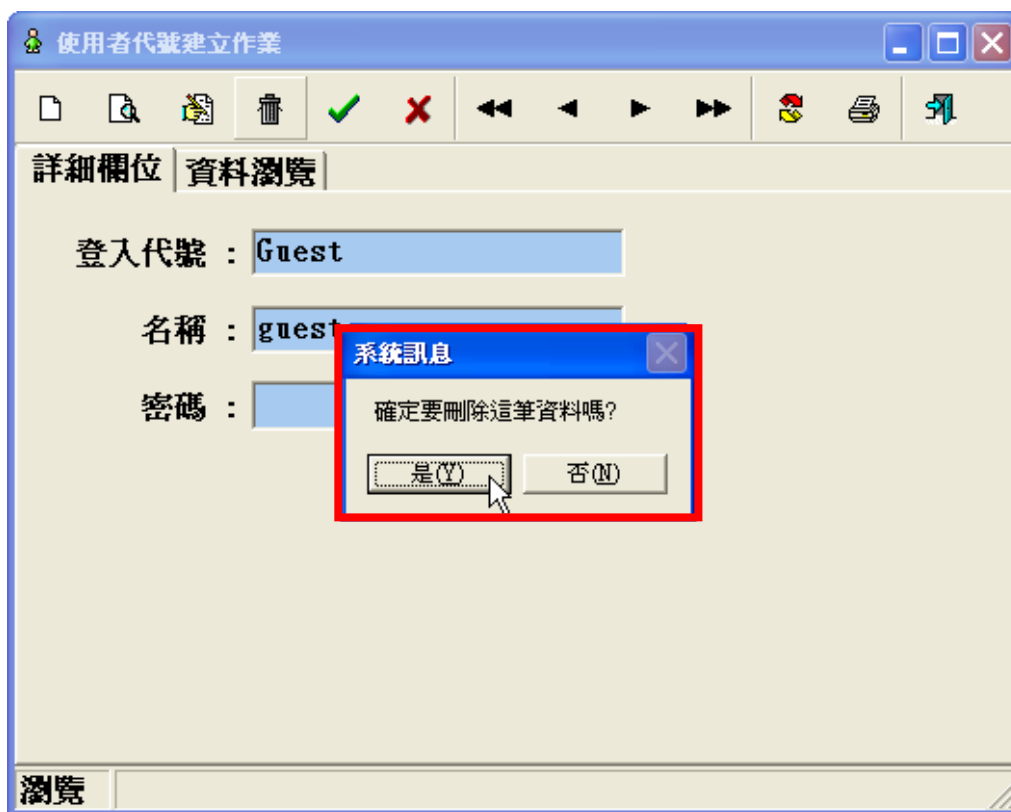 使用者代號建立作業
詳細欄位 資料瀏覽
登入代號 : Guest
名稱 : guest
密碼 :
系統訊息
確定要刪除這筆資料嗎?
是(Y) 否(N)
瀏覽